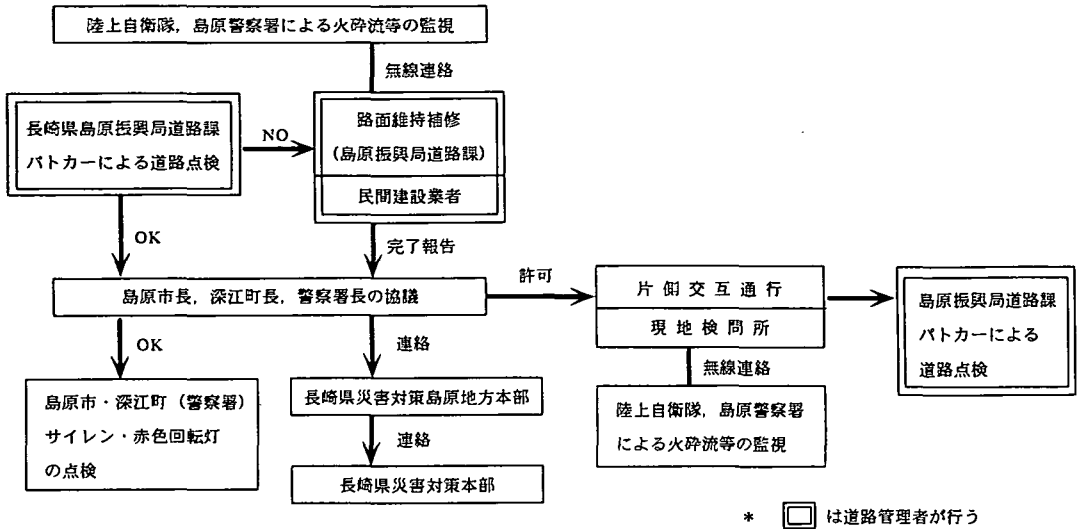 陸上自衛隊，島原警察署による火砕流等の監視
無線連絡
長崎県島原振興局道路課
パトカーによる道路点検
NO
路面維持補修
(島原振興局道路課)
民間建設業者
OK
完了報告
島原市長，深江町長，警察署長の協議
許可
片側交互通行
現地検問所
島原振興局道路課
パトカーによる
道路点検
OK
連絡
無線連絡
島原市・深江町（警察署）
サイレン・赤色回転灯
の点検
長崎県災害対策島原地方本部
陸上自衛隊，島原警察署
による火砕流等の監視
連絡
長崎県災害対策本部
* は道路管理者が行う